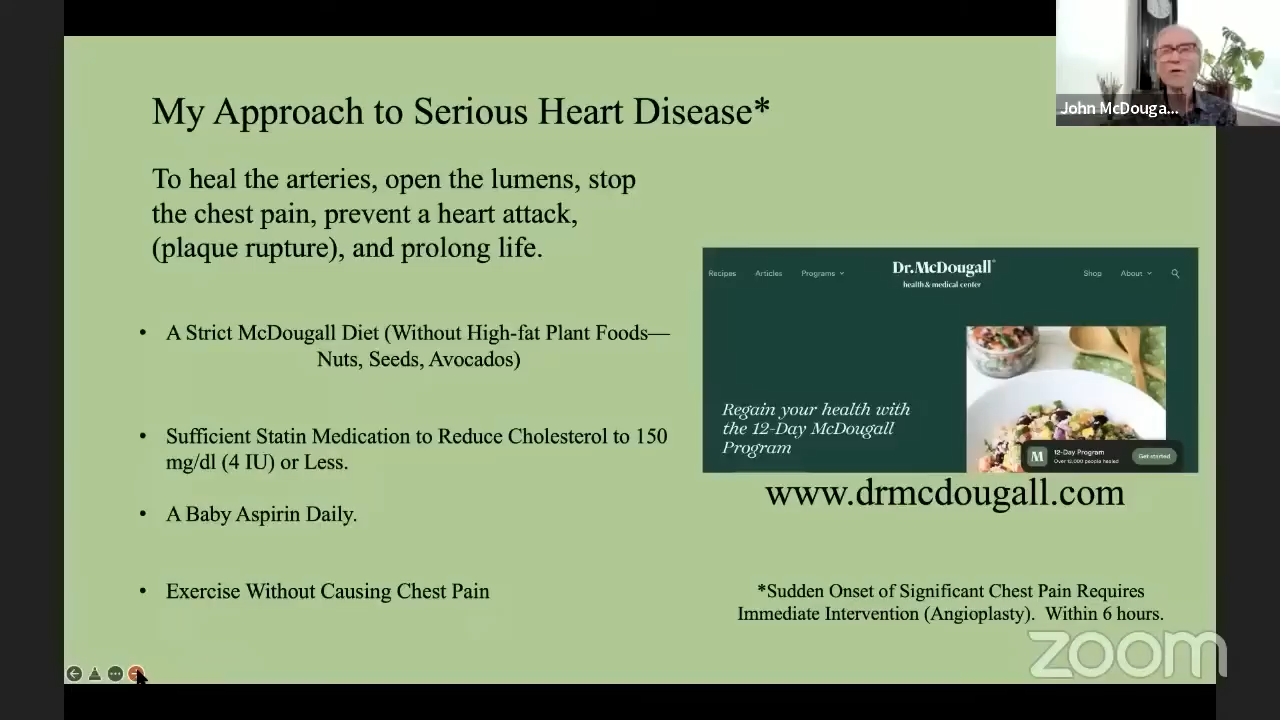 My Approach to Serious Heart Disease*
To heal the arteries, open the lumens, stop
the chest pain, prevent a heart attack,
(plaque rupture), and prolong life.
• A Strict McDougall Diet (Without High-fat Plant Foods—
Nuts, Seeds, Avocados)
• Sufficient Statin Medication to Reduce Cholesterol to 150
mg/dl (4 IU) or Less.
• A Baby Aspirin Daily.
• Exercise Without Causing Chest Pain
John McDouga...
Recipes Articles Programs Dr.McDougall® Shop About
health & medical center
Regain your health with
the 12-Day McDougall
Program
M 12-Day Program
Over 12,000 people healed
Get started
www.drmcdougall.com
*Sudden Onset of Significant Chest Pain Requires
Immediate Intervention (Angioplasty). Within 6 hours.
zoom